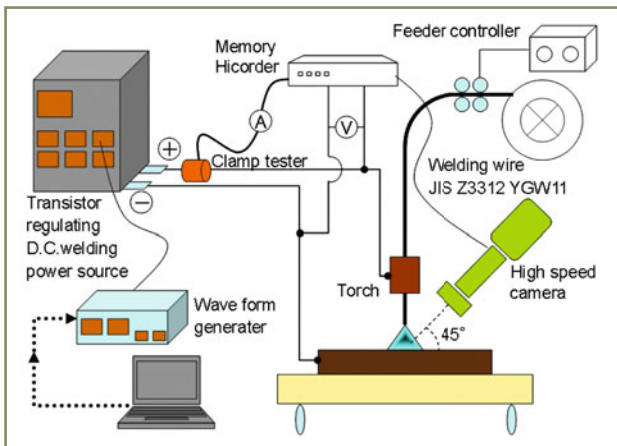 Feeder controller
Memory
Hicorder
A
V
+
Clamp tester
−
Welding wire
JIS Z3312 YGW11
Transistor
regulating
D.C.welding
power source
High speed
camera
Torch
Wave form
generater
45°